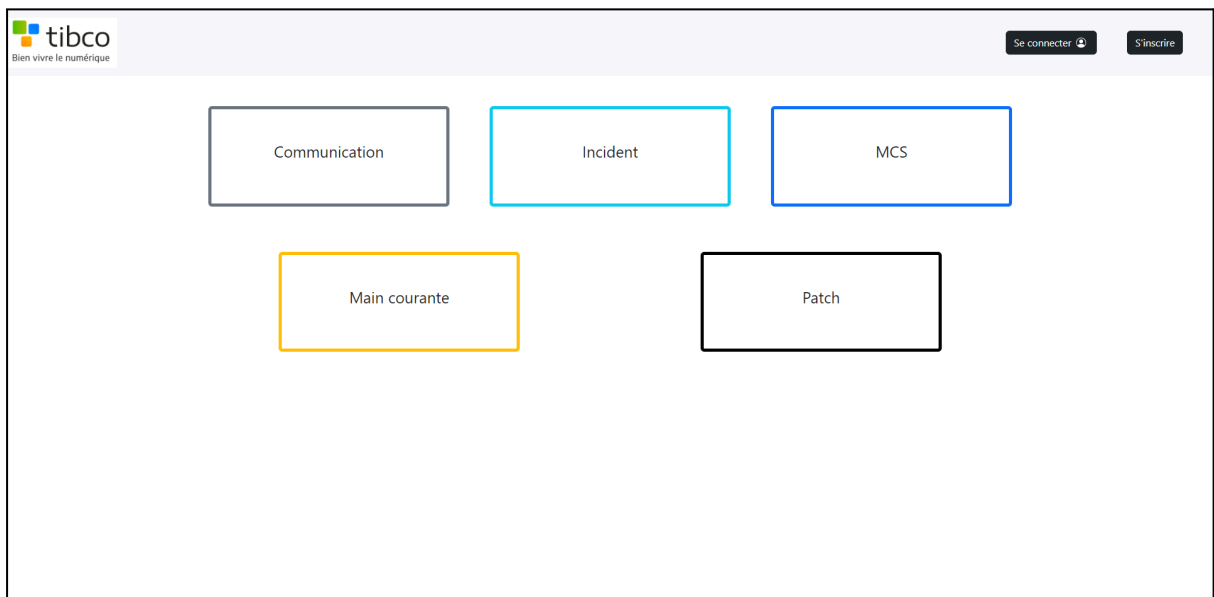 tibco
Bien vivre le numérique
Se connecter
S'inscrire
Communication
Incident
MCS
Main courante
Patch